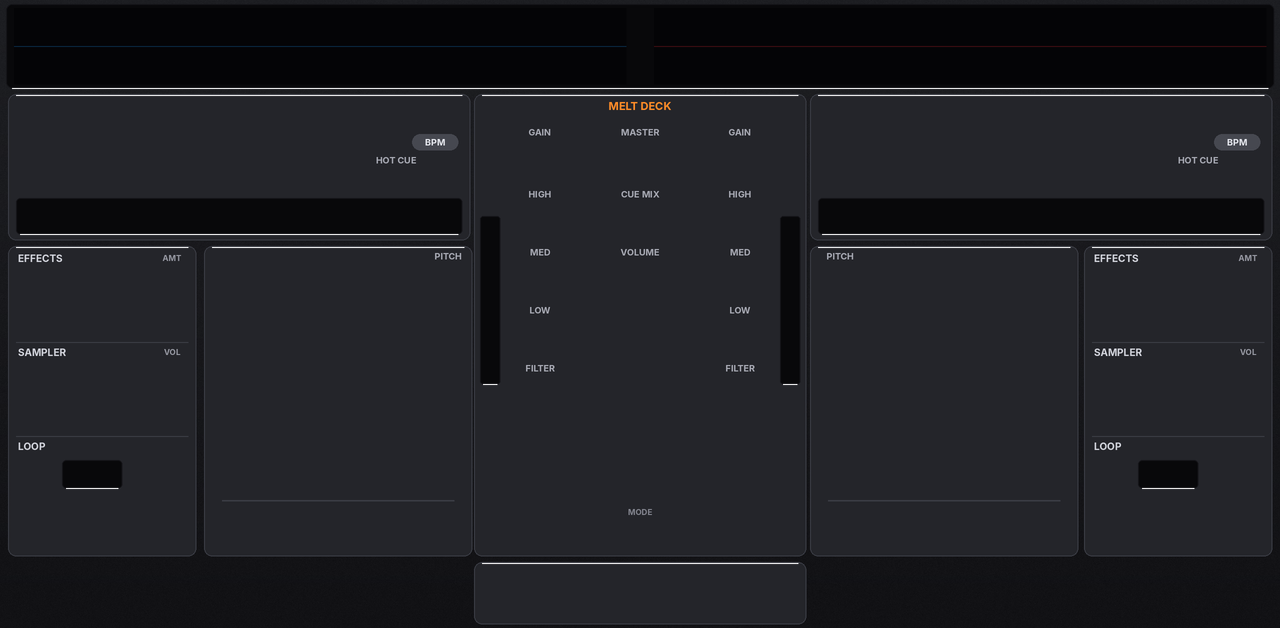 MELT DECK
GAIN MASTER GAIN
BPM
BPM
HOT CUE
HOT CUE
HIGH CUE MIX HIGH
MED VOLUME MED
LOW LOW
FILTER FILTER
MODE
EFFECTS AMT
PITCH
PITCH
EFFECTS AMT
SAMPLER VOL
SAMPLER VOL
LOOP
LOOP